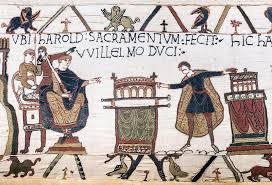 VBI hAROLD: SACRAMENTVM: FECIT: hIC hA
VVILLELMO DVCI: